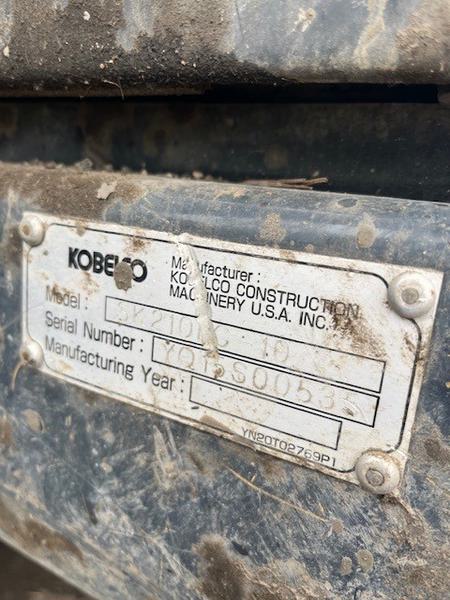 KOBELCO
Manufacturer:
KOBELCO CONSTRUCTION
MACHINERY U.S.A. INC.
Model:
Serial Number:
Manufacturing Year:
YN20T02769P1